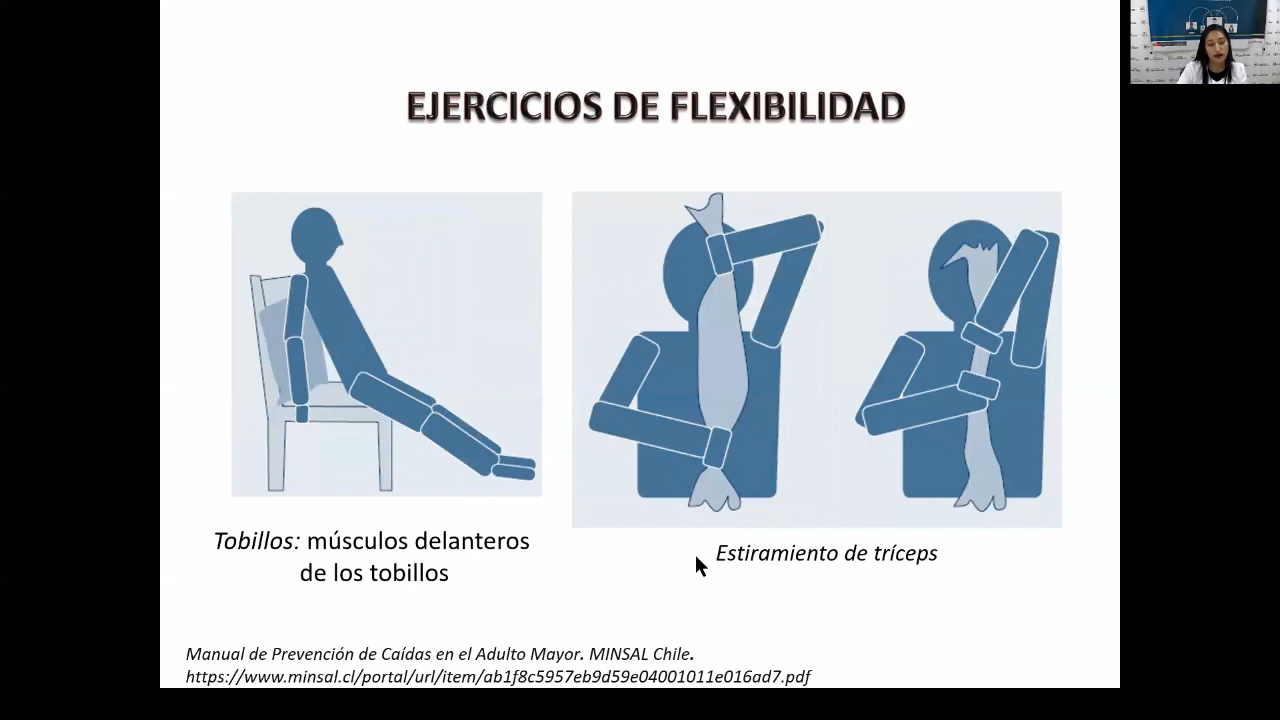 EJERCICIOS DE FLEXIBILIDAD
Tobillos: músculos delanteros
de los tobillos
Estiramiento de tríceps
Manual de Prevención de Caídas en el Adulto Mayor. MINSAL Chile.
https://www.minsal.cl/portal/url/item/ab1f8c5957eb9d59e04001011e016ad7.pdf